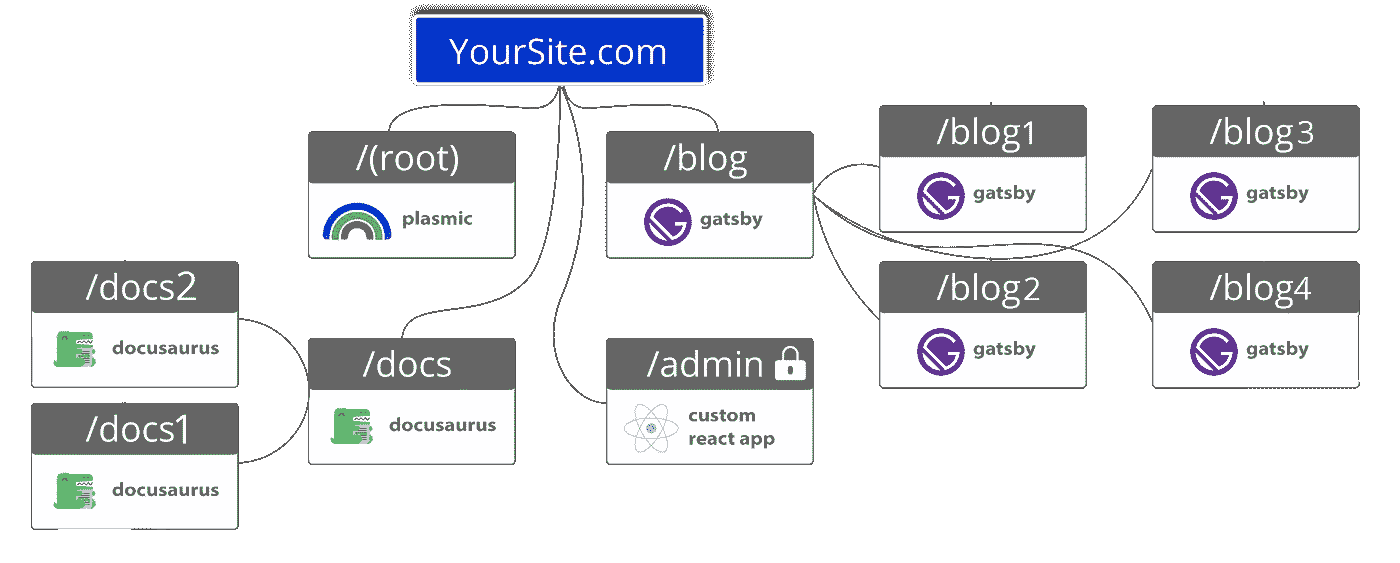 YourSite.com
/(root)
plasmic
/blog
gatsby
/blog1
gatsby
/blog3
gatsby
/docs2
docusaurus
/docs
docusaurus
/admin
custom
react app
/blog2
gatsby
/blog4
gatsby
/docs1
docusaurus